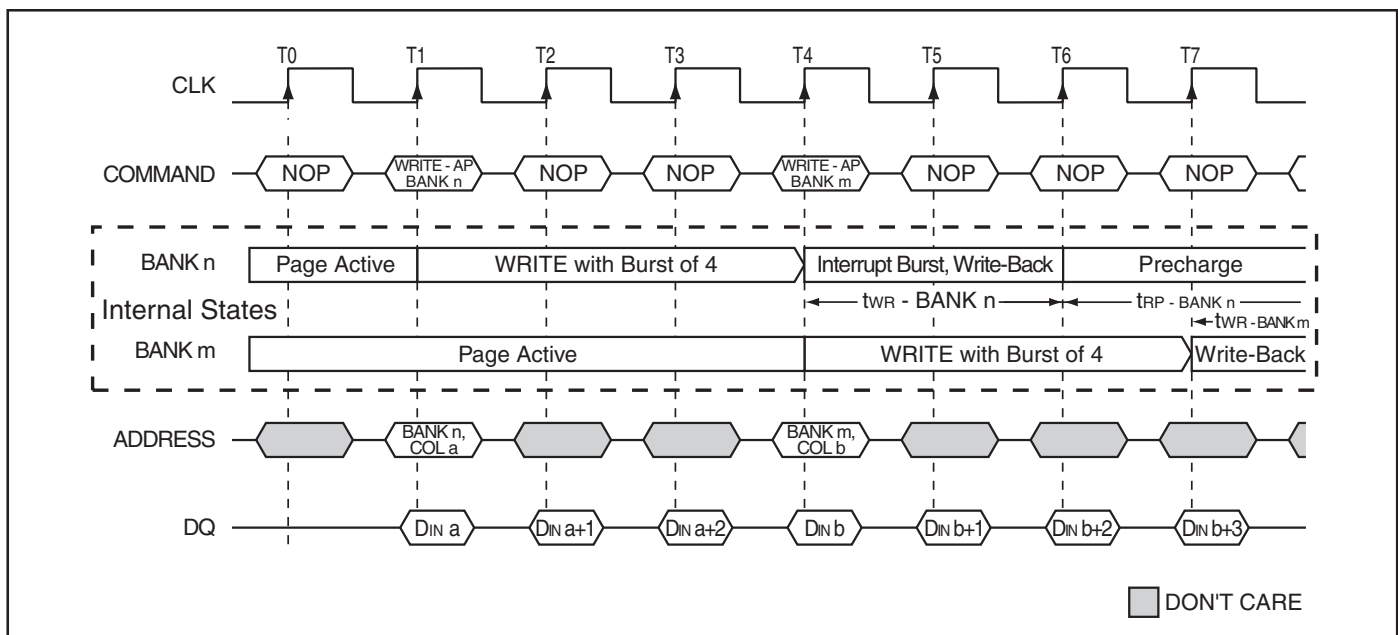 T0 T1 T2 T3 T4 T5 T6 T7
CLK
COMMAND NOP WRITE - AP BANK n NOP NOP WRITE - AP BANK m NOP NOP NOP
BANK n Page Active WRITE with Burst of 4 Interrupt Burst, Write-Back Precharge
tWR - BANK n tRP - BANK n
Internal States
tWR - BANK m
BANK m Page Active WRITE with Burst of 4 Write-Back
ADDRESS BANK n, COL a BANK m, COL b
DQ DIN a DIN a+1 DIN a+2 DIN b DIN b+1 DIN b+2 DIN b+3
DON'T CARE